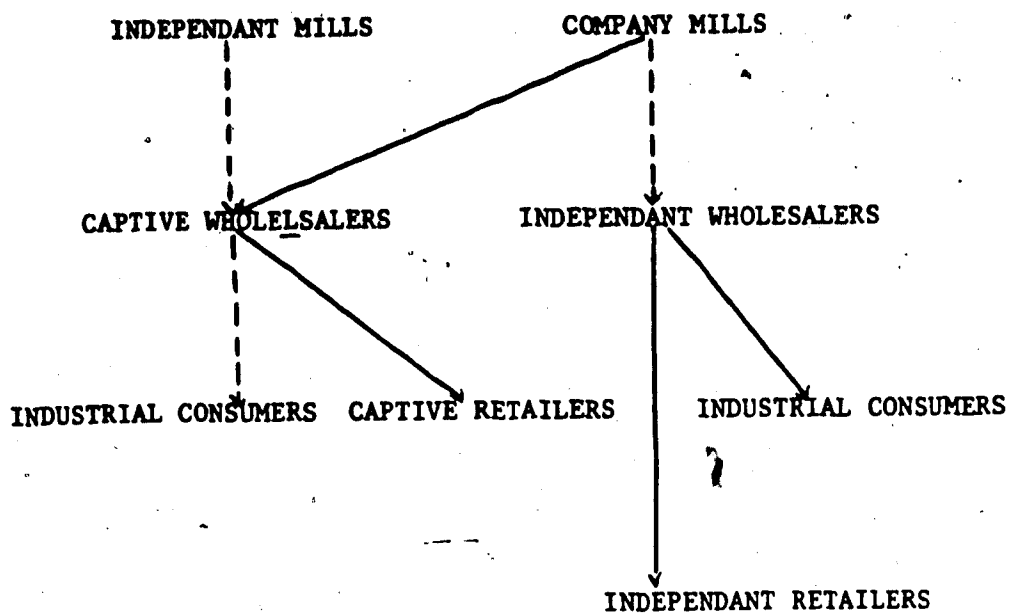 INDEPENDANT MILLS COMPANY MILLS
CAPTIVE WHOLELSALERS INDEPENDANT WHOLESALERS
INDUSTRIAL CONSUMERS CAPTIVE RETAILERS INDUSTRIAL CONSUMERS
INDEPENDANT RETAILERS